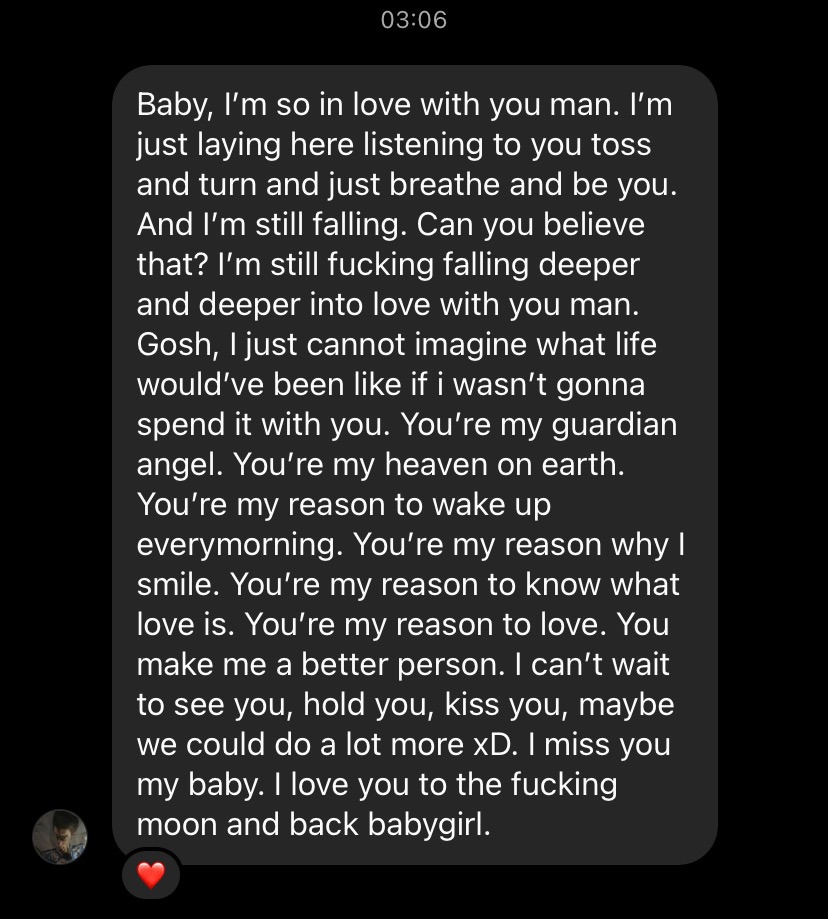 03:06
Baby, I’m so in love with you man. I’m
just laying here listening to you toss
and turn and just breathe and be you.
And I’m still falling. Can you believe
that? I’m still fucking falling deeper
and deeper into love with you man.
Gosh, I just cannot imagine what life
would’ve been like if i wasn’t gonna
spend it with you. You’re my guardian
angel. You’re my heaven on earth.
You’re my reason to wake up
everymorning. You’re my reason why I
smile. You’re my reason to know what
love is. You’re my reason to love. You
make me a better person. I can’t wait
to see you, hold you, kiss you, maybe
we could do a lot more xD. I miss you
my baby. I love you to the fucking
moon and back babygirl.